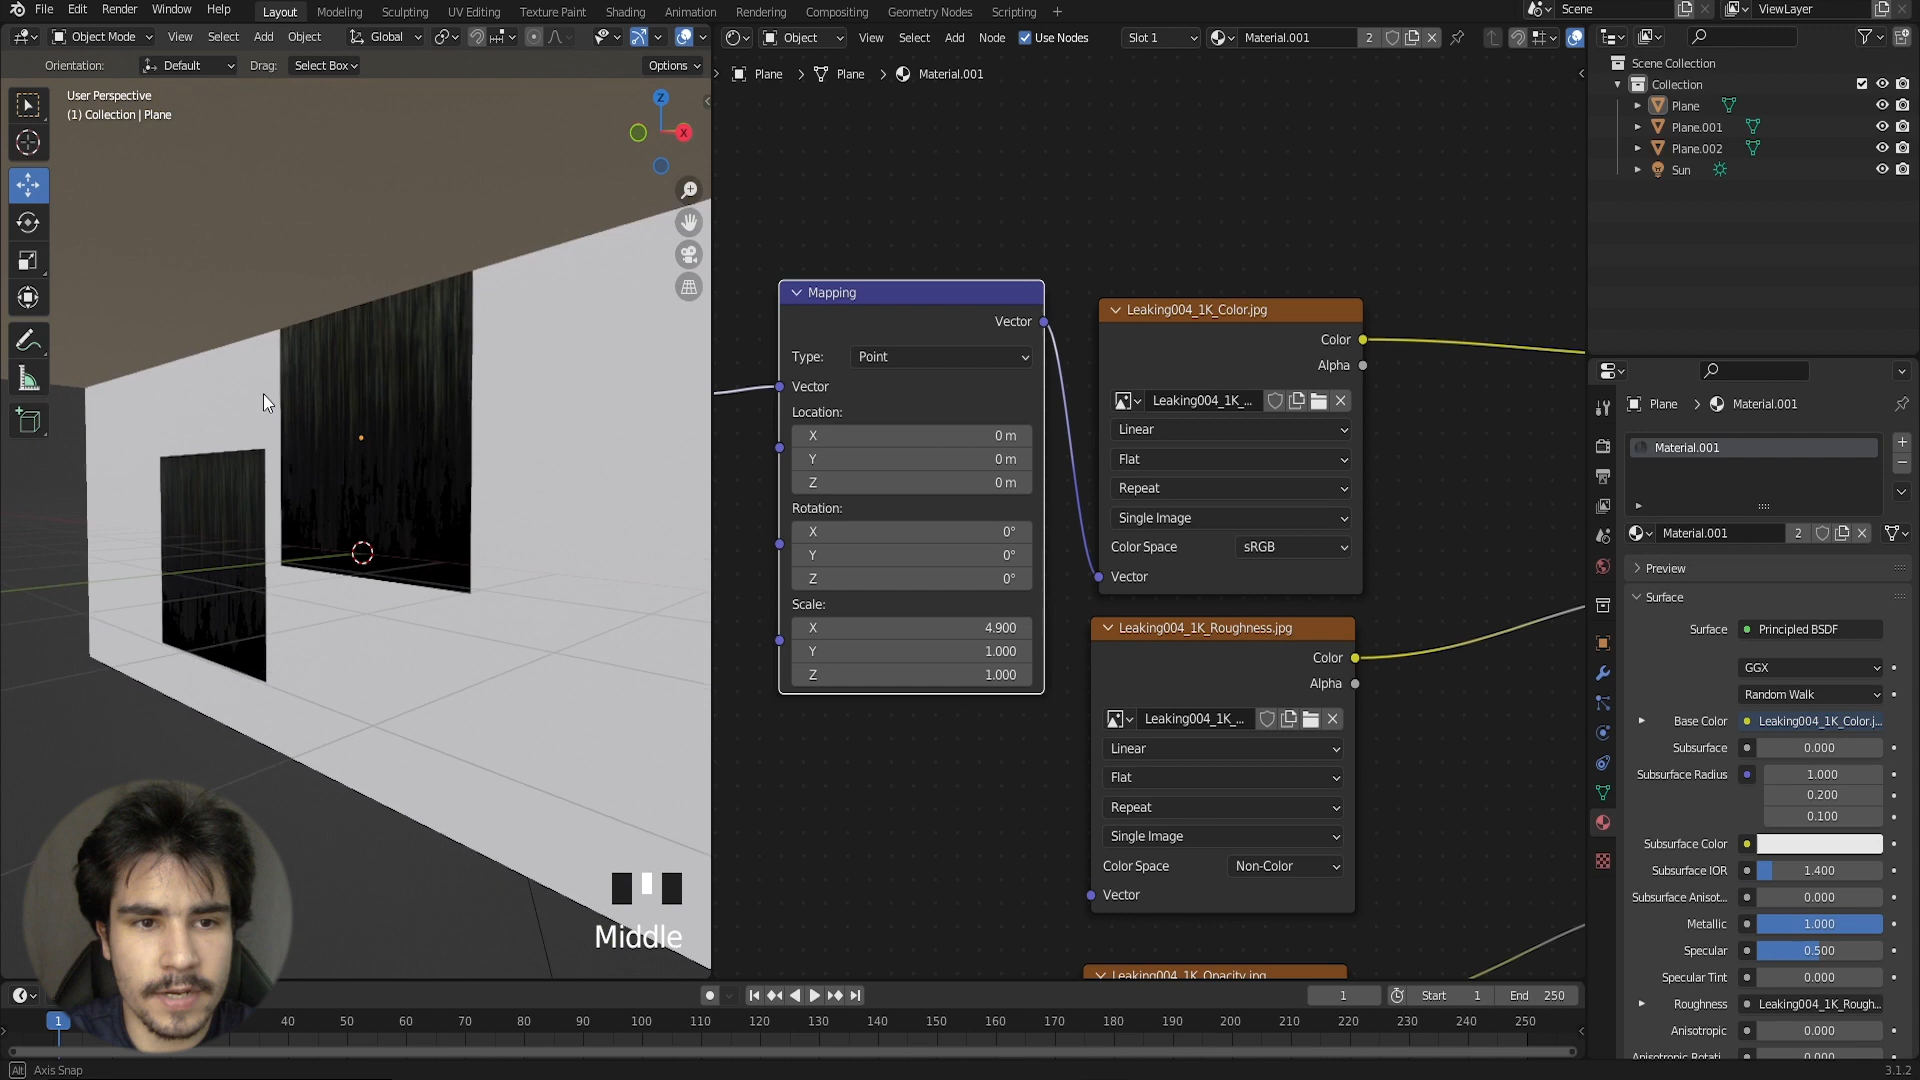 File Edit Render Window Help Layout Modeling Sculpting UV Editing Texture Paint Shading Animation Rendering Compositing Geometry Nodes Scripting + Scene ViewLayer
Object Mode View Select Add Object Global
Object View Select Add Node Use Nodes Slot 1 Material.001 2
Orientation: Default Drag: Select Box Options
Plane > Plane > Material.001
User Perspective
(1) Collection | Plane
Z
X
Scene Collection
Collection
Plane
Plane.001
Plane.002
Sun
Mapping
Vector
Type: Point
Vector
Location:
X 0 m
Y 0 m
Z 0 m
Rotation:
X 0°
Y 0°
Z 0°
Scale:
X 4.900
Y 1.000
Z 1.000
Leaking004_1K_Color.jpg
Color
Alpha
Leaking004_1K_...
Linear
Flat
Repeat
Single Image
Color Space sRGB
Vector
Leaking004_1K_Roughness.jpg
Color
Alpha
Leaking004_1K_...
Linear
Flat
Repeat
Single Image
Color Space Non-Color
Vector
Leaking004_1K_Opacity.jpg
Plane > Material.001
Material.001
Material.001 2
Preview
Surface
Surface Principled BSDF
GGX
Random Walk
Base Color Leaking004_1K_Color.j...
Subsurface 0.000
Subsurface Radius 1.000
0.200
0.100
Subsurface Color
Subsurface IOR 1.400
Subsurface Anisot... 0.000
Metallic 1.000
Specular 0.500
Specular Tint 0.000
Roughness Leaking004_1K_Rough...
Anisotropic 0.000
Anisotropic Rotati... 0.000
Middle
1 Start 1 End 250
1 40 50 60 70 80 90 100 110 120 130 140 150 160 170 180 190 200 210 220 230 240 250
Alt Axis Snap
3.1.2